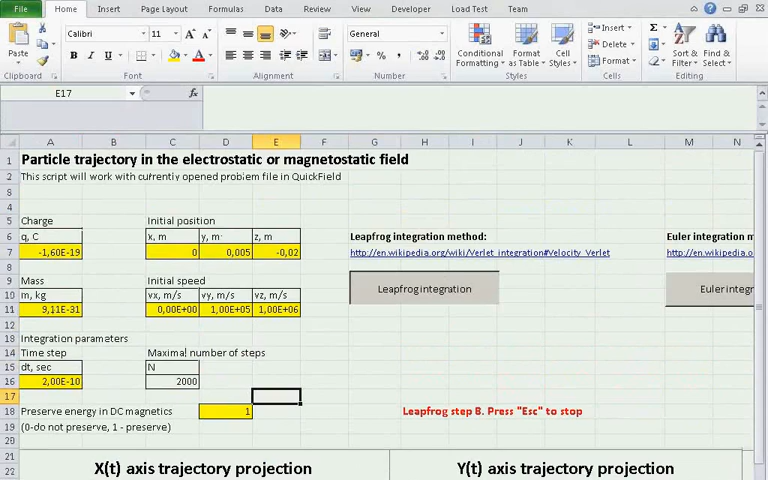 File Home Insert Page Layout Formulas Data Review View Developer Load Test Team
Calibri 11 A A General Insert
Paste B I U $ % , Conditional Formatting Format as Table Cell Styles Delete Sort & Filter Find & Select
Format
Clipboard Font Alignment Number Styles Cells Editing
E17 fx
A B C D E F G H I J K L M N
1 Particle trajectory in the electrostatic or magnetostatic field
2 This script will work with currently opened problem file in QuickField
5 Charge Initial position
6 q, C x, m y, m z, m Leapfrog integration method: Euler integration m
7 -1,60E-19 0 0,005 -0,02 http://en.wikipedia.org/wiki/Verlet_integration#Velocity_Verlet http://en.wikipedia.o
8
9 Mass Initial speed
Leapfrog integration Euler integr
10 m, kg vx, m/s vy, m/s vz, m/s
11 9,11E-31 0,00E+00 1,00E+05 1,00E+06
12
Integration parameters
14 Time step Maximal number of steps
15 dt, sec N
16 2,00E-10 2000
17
18 Preserve energy in DC magnetics 1 Leapfrog step 8. Press "Esc" to stop
19 (0-do not preserve, 1 - preserve)
20
21
X(t) axis trajectory projection Y(t) axis trajectory projection
22